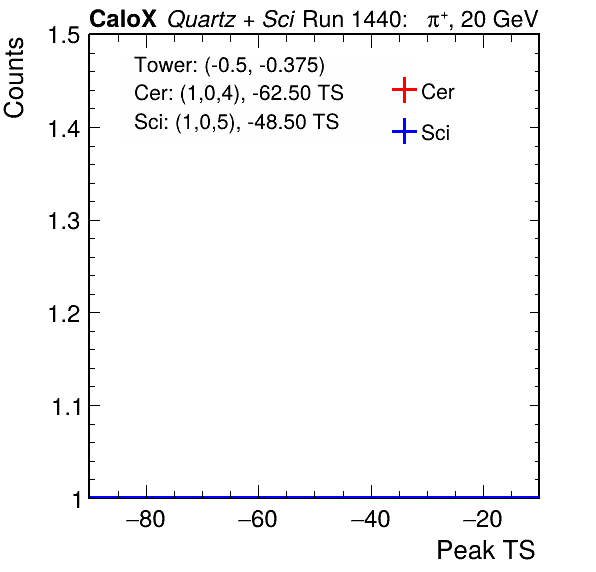 CaloX Quartz + Sci Run 1440: π+, 20 GeV
Counts
1.5
1.4
1.3
1.2
1.1
1
Tower: (-0.5, -0.375)
Cer: (1,0,4), -62.50 TS
Sci: (1,0,5), -48.50 TS
Cer
Sci
−80 −60 −40 −20
Peak TS